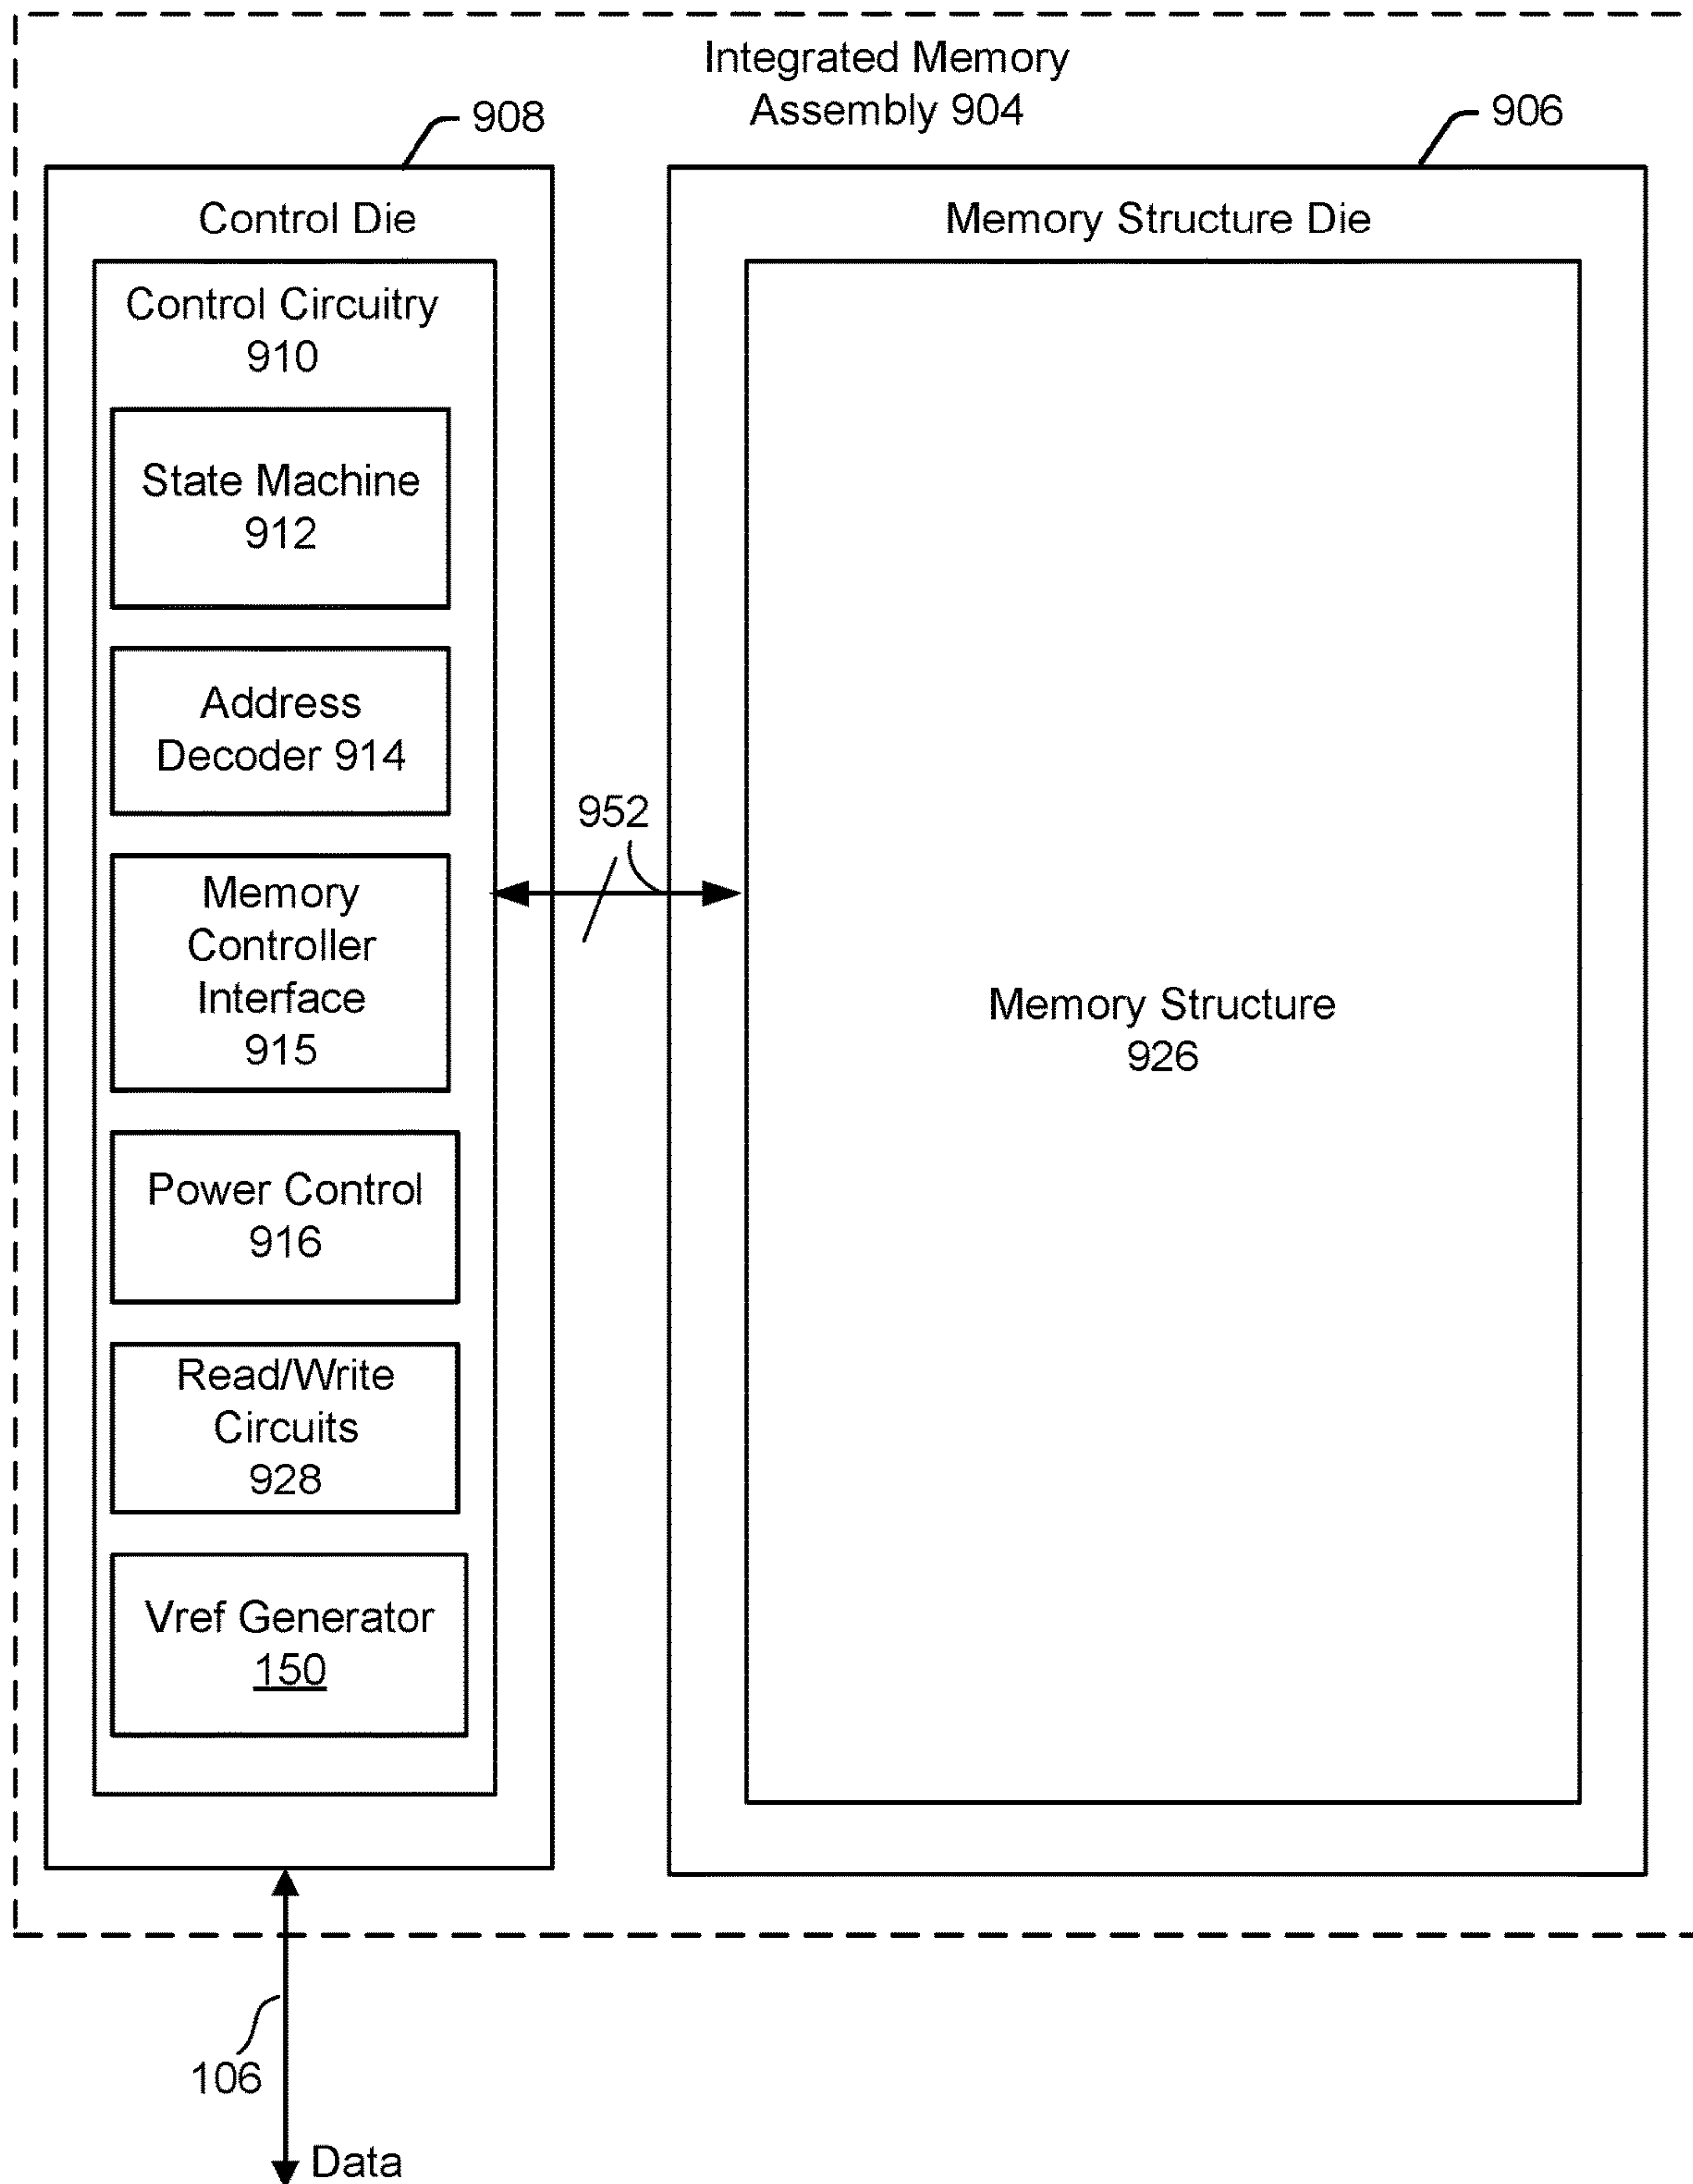 Integrated Memory
Assembly 904
908
906
Control Die
Memory Structure Die
Control Circuitry
910
State Machine
912
Address
Decoder 914
952
Memory
Controller
Interface
915
Memory Structure
926
Power Control
916
Read/Write
Circuits
928
Vref Generator
150
106
Data